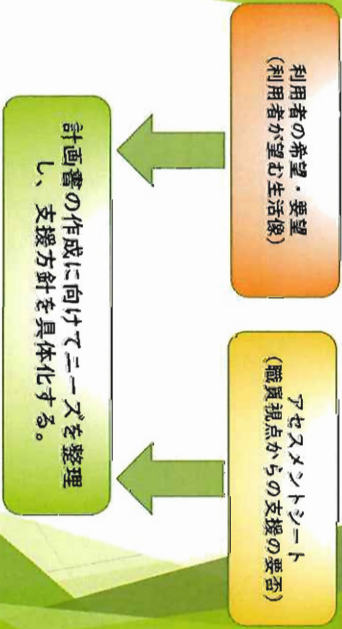 利用者の希望・要望
(利用者が望む生活像)
アセスメントシート
(職員視点からの支援の要否)
計画書の作成に向けてニーズを整理
し、支援方針を具体化する。